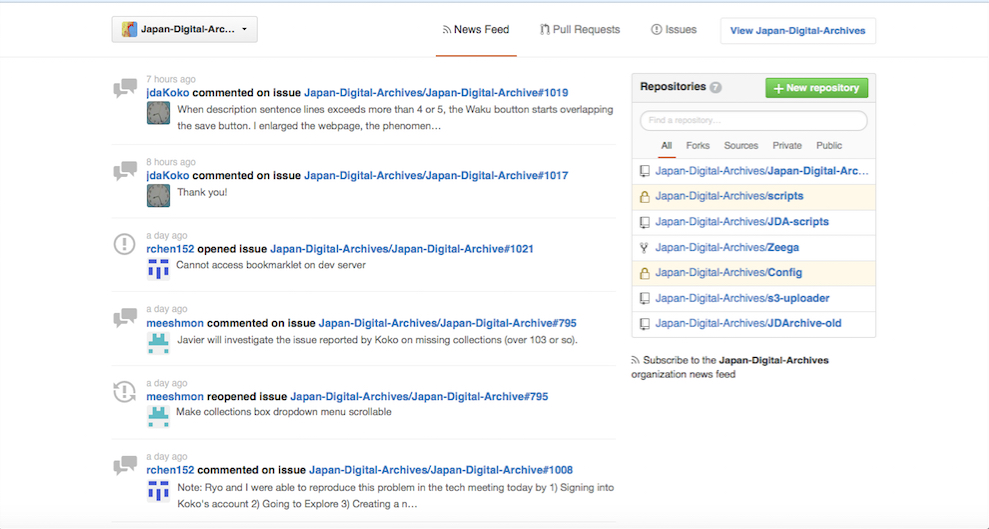 Japan-Digital-Arc...
News Feed
Pull Requests
Issues
View Japan-Digital-Archives
7 hours ago
jdaKoko commented on issue Japan-Digital-Archives/Japan-Digital-Archive#1019
When description sentence lines exceeds more than 4 or 5, the Waku boutton starts overlapping
the save button. I enlarged the webpage, the phenomen…
8 hours ago
jdaKoko commented on issue Japan-Digital-Archives/Japan-Digital-Archive#1017
Thank you!
a day ago
rchen152 opened issue Japan-Digital-Archives/Japan-Digital-Archive#1021
Cannot access bookmarklet on dev server
a day ago
meeshmon commented on issue Japan-Digital-Archives/Japan-Digital-Archive#795
Javier will investigate the issue reported by Koko on missing collections (over 103 or so).
a day ago
meeshmon reopened issue Japan-Digital-Archives/Japan-Digital-Archive#795
Make collections box dropdown menu scrollable
a day ago
rchen152 commented on issue Japan-Digital-Archives/Japan-Digital-Archive#1008
Note: Ryo and I were able to reproduce this problem in the tech meeting today by 1) Signing into
Koko's account 2) Going to Explore 3) Creating a n…
Repositories ?
+ New repository
Find a repository…
All Forks Sources Private Public
Japan-Digital-Archives/Japan-Digital-Arc…
Japan-Digital-Archives/scripts
Japan-Digital-Archives/JDA-scripts
Japan-Digital-Archives/Zeega
Japan-Digital-Archives/Config
Japan-Digital-Archives/s3-uploader
Japan-Digital-Archives/JDArchive-old
Subscribe to the Japan-Digital-Archives
organization news feed